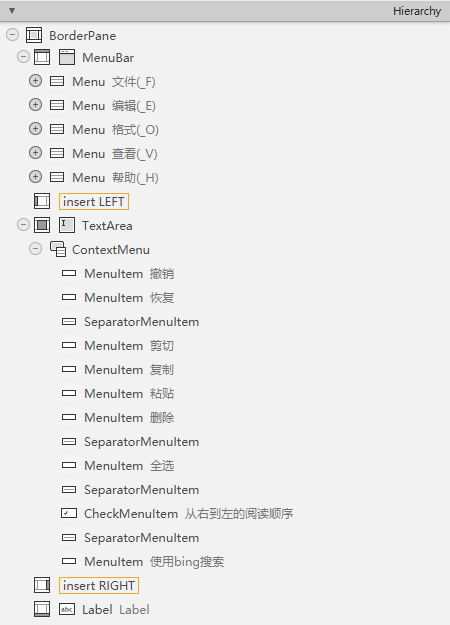 Hierarchy
BorderPane
MenuBar
Menu 文件(_F)
Menu 编辑(_E)
Menu 格式(_O)
Menu 查看(_V)
Menu 帮助(_H)
insert LEFT
TextArea
ContextMenu
MenuItem 撤销
MenuItem 恢复
SeparatorMenuItem
MenuItem 剪切
MenuItem 复制
MenuItem 粘贴
MenuItem 删除
SeparatorMenuItem
MenuItem 全选
SeparatorMenuItem
CheckMenuItem 从右到左的阅读顺序
SeparatorMenuItem
MenuItem 使用bing搜索
insert RIGHT
abc Label Label